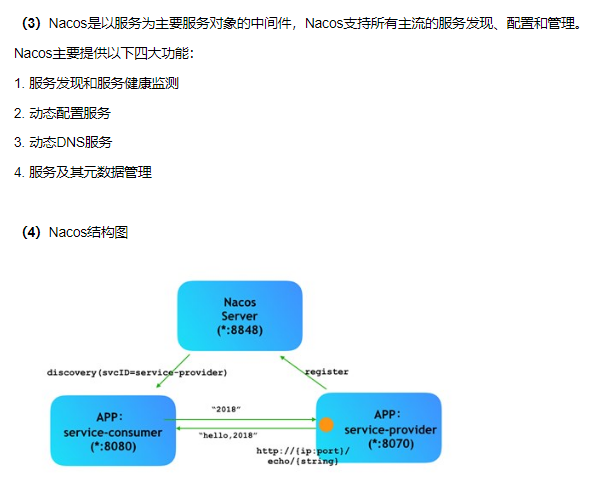 （3）Nacos是以服务为主要服务对象的中间件，Nacos支持所有主流的服务发现、配置和管理。
Nacos主要提供以下四大功能：
1. 服务发现和服务健康监测
2. 动态配置服务
3. 动态DNS服务
4. 服务及其元数据管理
（4）Nacos结构图
Nacos
Server
(*:8848)
discovery(svcID=service-provider)
register
APP：
service-consumer
(*:8080)
"2018"
"hello,2018"
http://{ip:port}/
echo/{string}
APP：
service-provider
(*:8070)